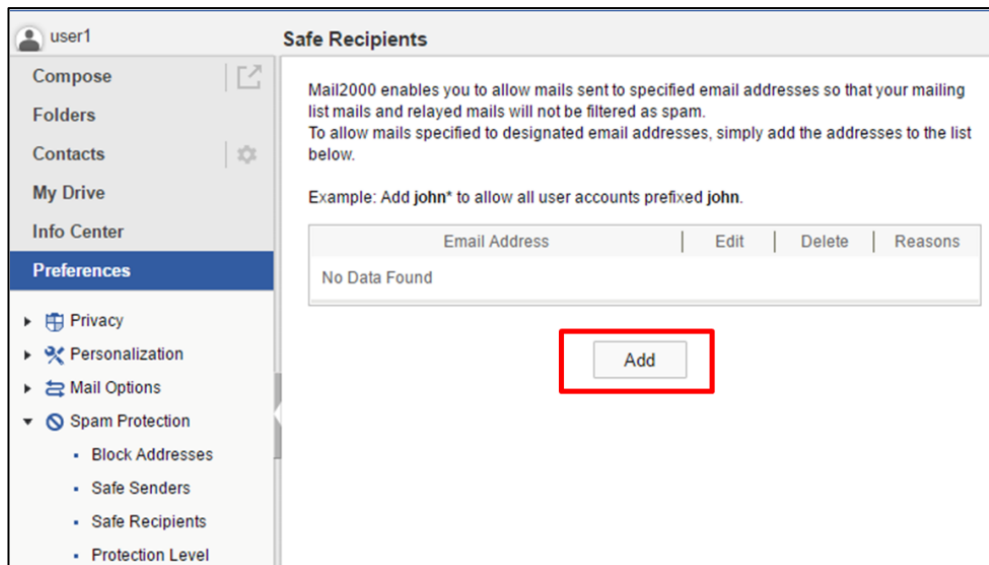 user1
Safe Recipients
Compose
Folders
Contacts
My Drive
Info Center
Preferences
Privacy
Personalization
Mail Options
Spam Protection
Block Addresses
Safe Senders
Safe Recipients
Protection Level
Mail2000 enables you to allow mails sent to specified email addresses so that your mailing
list mails and relayed mails will not be filtered as spam.
To allow mails specified to designated email addresses, simply add the addresses to the list
below.
Example: Add john* to allow all user accounts prefixed john.
Email Address Edit Delete Reasons
No Data Found
Add